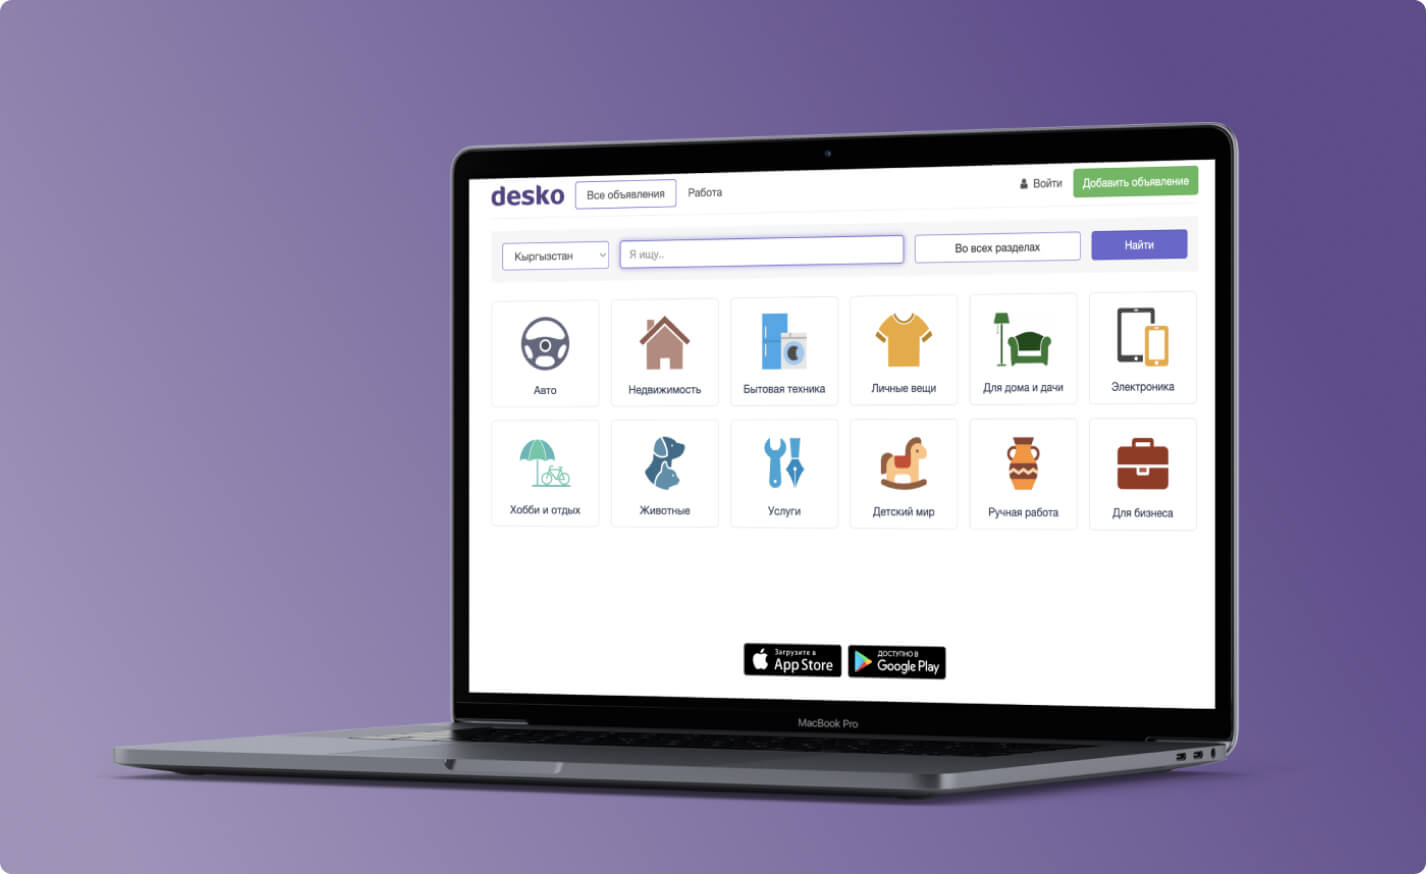 desko
Все объявления
Работа
Войти
Добавить объявление
Кыргызстан
Я ищу..
Во всех разделах
Найти
Авто
Недвижимость
Бытовая техника
Личные вещи
Для дома и дачи
Электроника
Хобби и отдых
Животные
Услуги
Детский мир
Ручная работа
Для бизнеса
Загрузите в
App Store
ДОСТУПНО В
Google Play
MacBook Pro